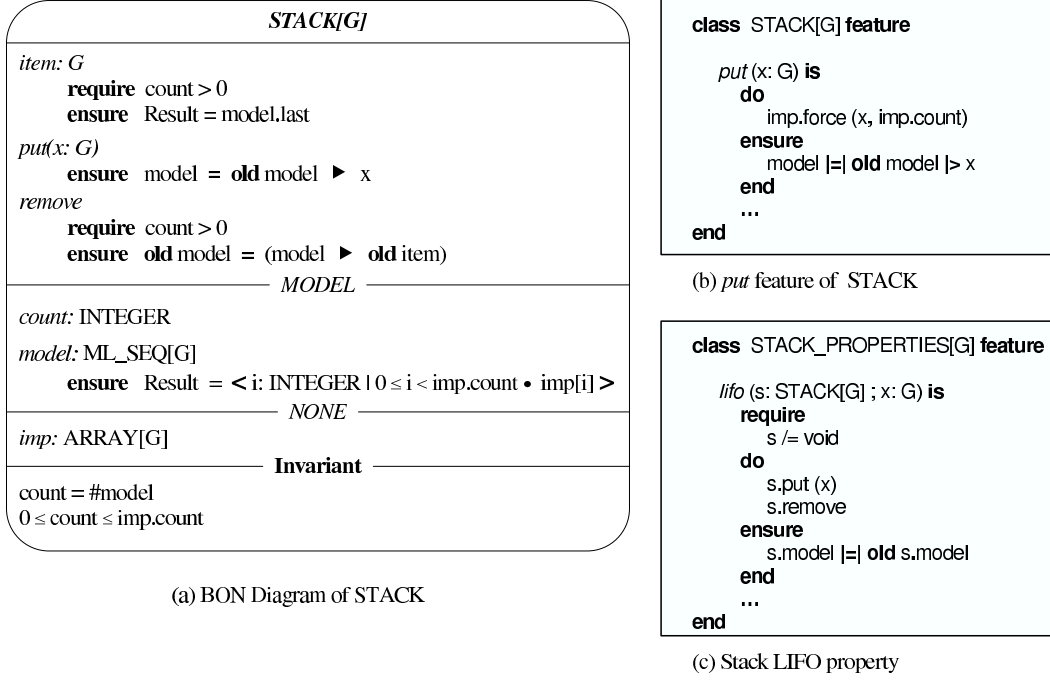 STACK[G]
item: G
require count > 0
ensure Result = model.last
put(x: G)
ensure model = old model ► x
remove
require count > 0
ensure old model = (model ► old item)
MODEL
count: INTEGER
model: ML_SEQ[G]
ensure Result = < i: INTEGER | 0 ≤ i < imp.count • imp[i] >
NONE
imp: ARRAY[G]
Invariant
count = #model
0 ≤ count ≤ imp.count
(a) BON Diagram of STACK
class STACK[G] feature
put (x: G) is
do
imp.force (x, imp.count)
ensure
model |=| old model |> x
end
...
end
(b) put feature of STACK
class STACK_PROPERTIES[G] feature
lifo (s: STACK[G] ; x: G) is
require
s /= void
do
s.put (x)
s.remove
ensure
s.model |=| old s.model
end
...
end
(c) Stack LIFO property